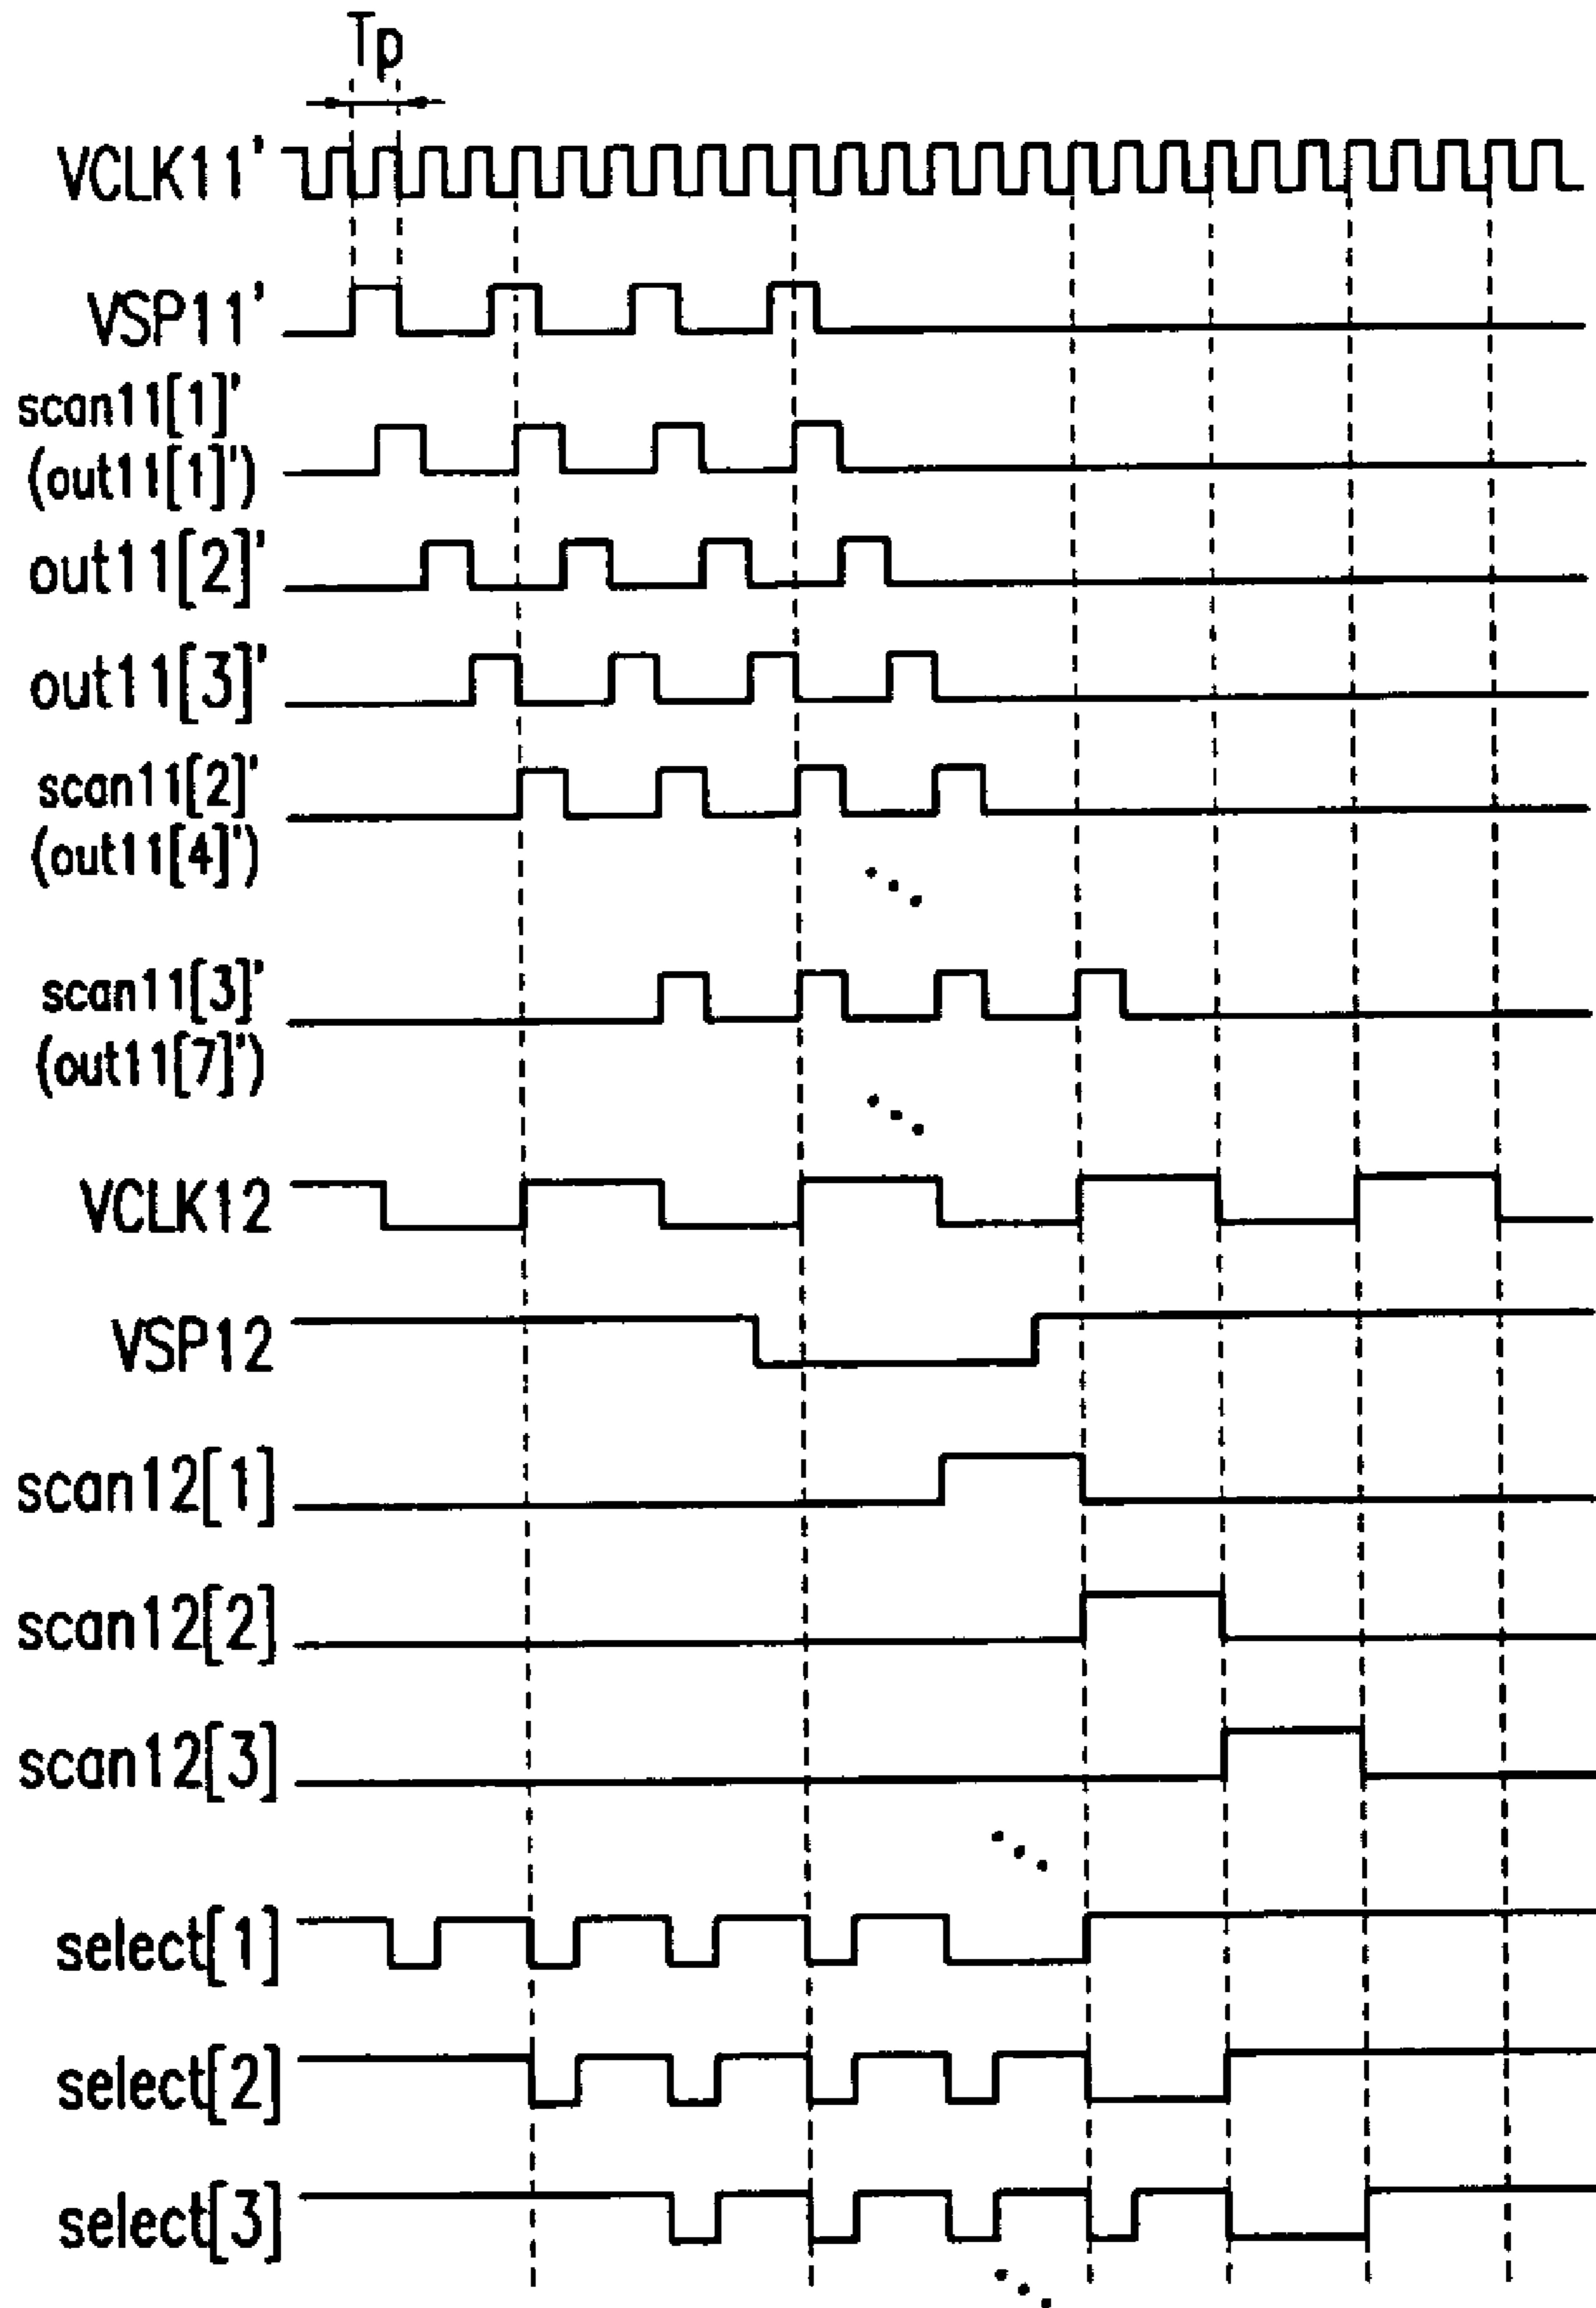 Tp
VCLK11'
VSP11'
scan11[1]'
(out11[1]')
out11[2]'
out11[3]'
scan11[2]'
(out11[4]')
scan11[3]'
(out11[7]')
VCLK12
VSP12
scan12[1]
scan12[2]
scan12[3]
select[1]
select[2]
select[3]